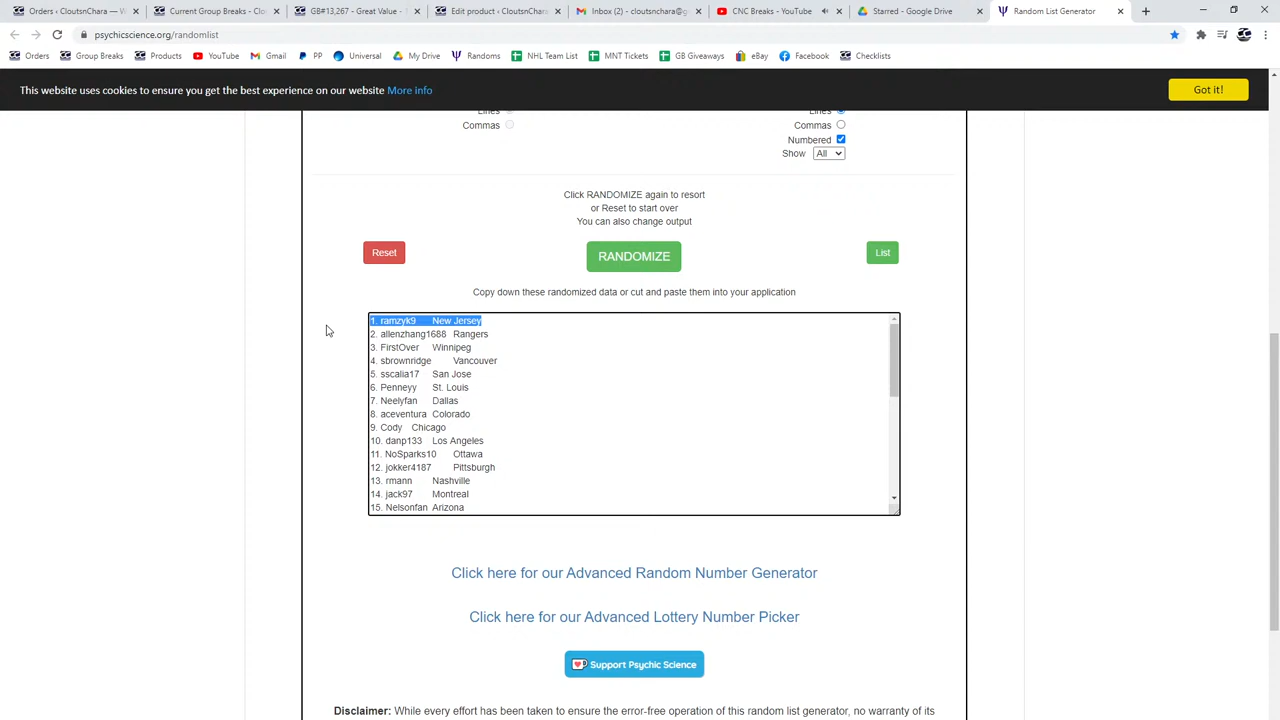 Orders ‹ CloutsnChara — W
Current Group Breaks - Clo
GB#13,267 - Great Value -
Edit product ‹ CloutsnChara
Inbox (2) - cloutsnchara@g
CNC Breaks - YouTube
Starred - Google Drive
Random List Generator
psychicscience.org/randomlist
Orders Group Breaks Products YouTube Gmail PP Universal My Drive Randoms NHL Team List MNT Tickets GB Giveaways eBay Facebook Checklists
This website uses cookies to ensure you get the best experience on our website More info
Got it!
Lines Lines
Commas Commas
Numbered
Show All
Click RANDOMIZE again to resort
or Reset to start over
You can also change output
Reset RANDOMIZE List
Copy down these randomized data or cut and paste them into your application
1. ramzyk9 New Jersey
2. allenzhang1688 Rangers
3. FirstOver Winnipeg
4. sbrownridge Vancouver
5. sscalia17 San Jose
6. Penneyy St. Louis
7. Neelyfan Dallas
8. aceventura Colorado
9. Cody Chicago
10. danp133 Los Angeles
11. NoSparks10 Ottawa
12. jokker4187 Pittsburgh
13. rmann Nashville
14. jack97 Montreal
15. Nelsonfan Arizona
Click here for our Advanced Random Number Generator
Click here for our Advanced Lottery Number Picker
Support Psychic Science
Disclaimer: While every effort has been taken to ensure the error-free operation of this random list generator, no warranty of its